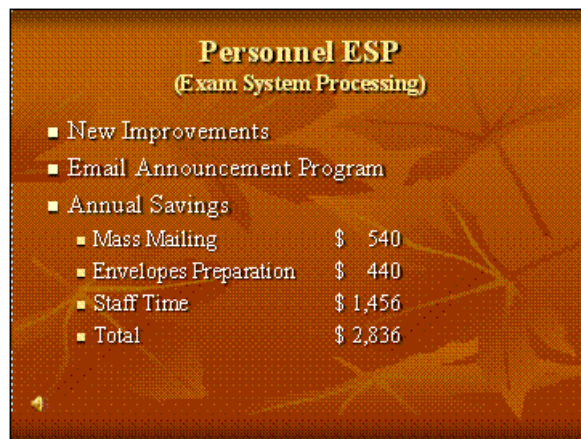 Personnel ESP
(Exam System Processing)
New Improvements
Email Announcement Program
Annual Savings
Mass Mailing $ 540
Envelopes Preparation $ 440
Staff Time $ 1,456
Total $ 2,836